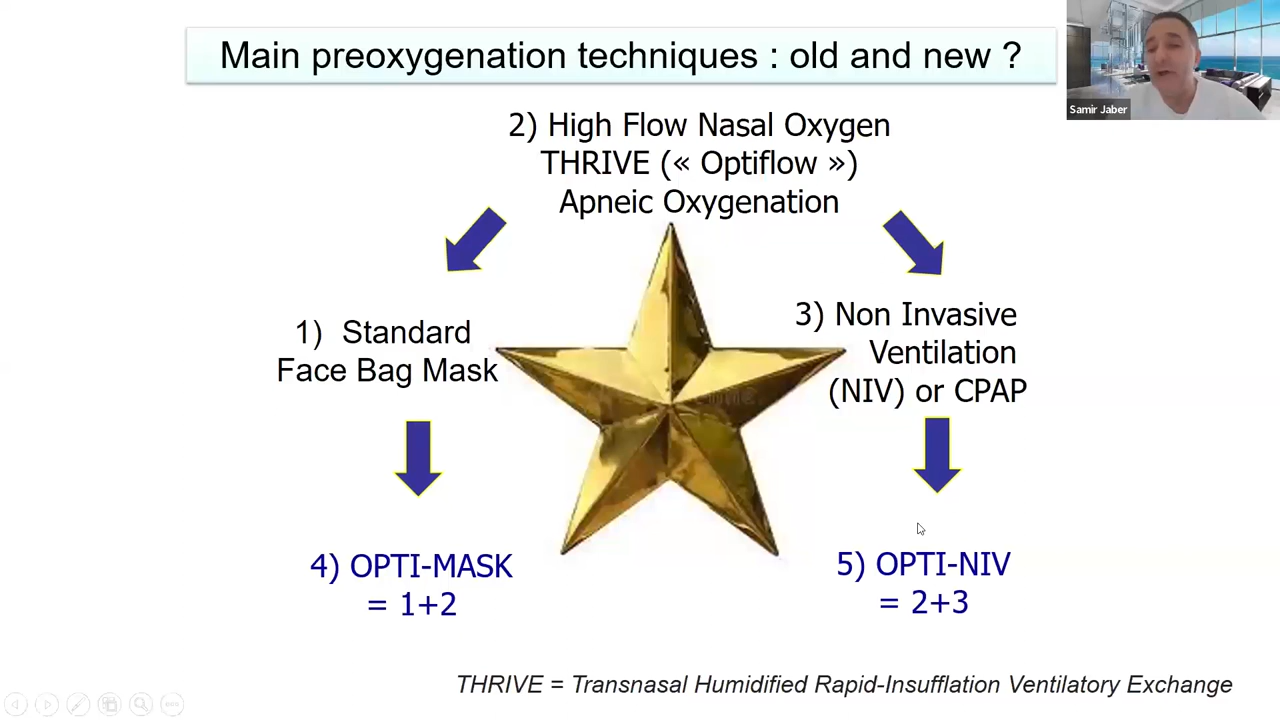 Main preoxygenation techniques : old and new ?
Samir Jaber
2) High Flow Nasal Oxygen
THRIVE (« Optiflow »)
Apneic Oxygenation
1) Standard
Face Bag Mask
3) Non Invasive
Ventilation
(NIV) or CPAP
4) OPTI-MASK
= 1+2
5) OPTI-NIV
= 2+3
THRIVE = Transnasal Humidified Rapid-Insufflation Ventilatory Exchange